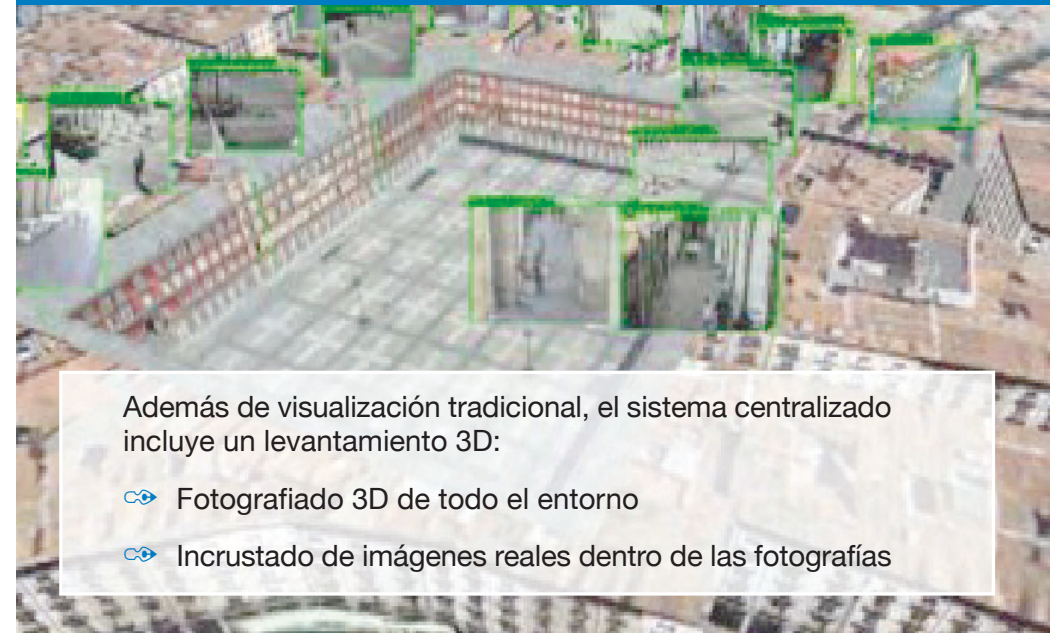 Además de visualización tradicional, el sistema centralizado
incluye un levantamiento 3D:
Fotografiado 3D de todo el entorno
Incrustado de imágenes reales dentro de las fotografías